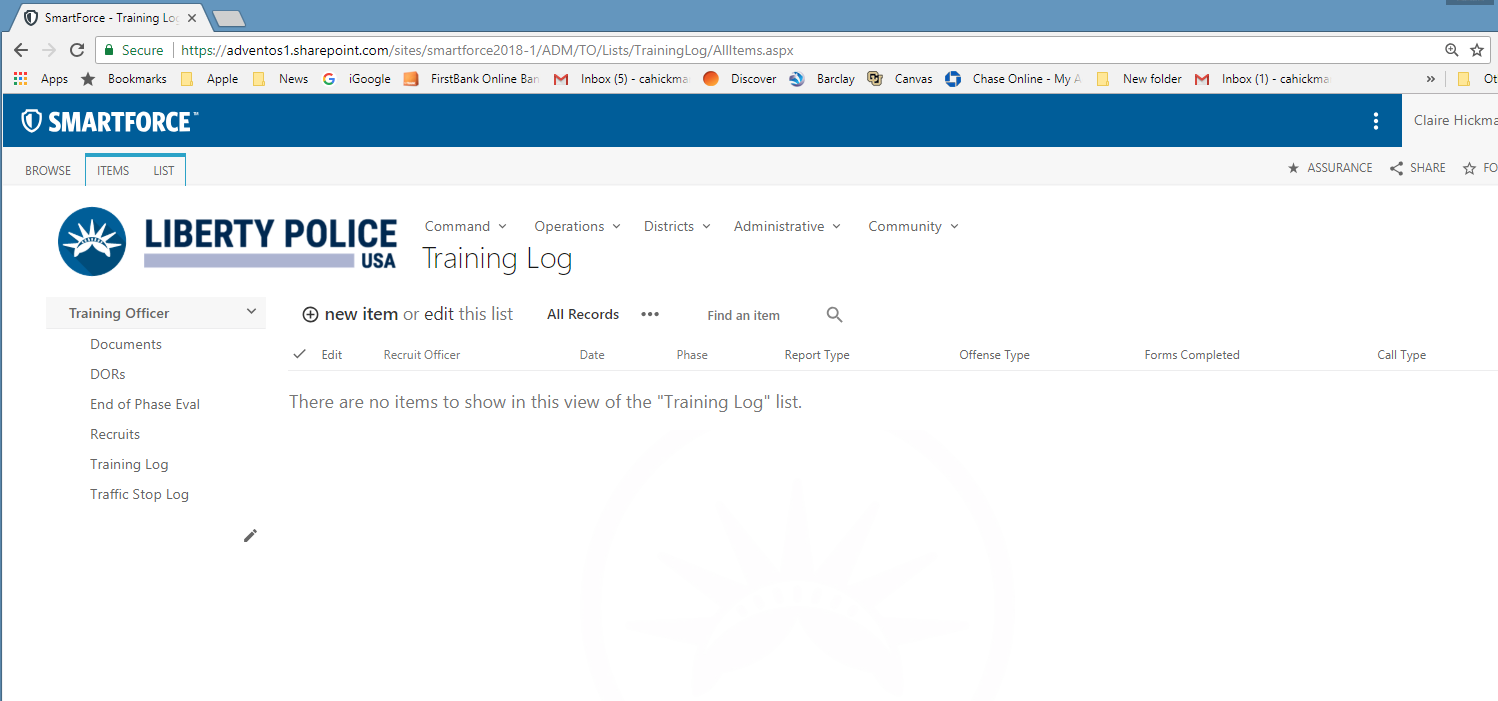 SmartForce - Training Lo
Secure https://adventos1.sharepoint.com/sites/smartforce2018-1/ADM/TO/Lists/TrainingLog/AllItems.aspx
Apps Bookmarks Apple News iGoogle FirstBank Online Ban Inbox (5) - cahickma Discover Barclay Canvas Chase Online - My A New folder Inbox (1) - cahickma » Ot
SMARTFORCE™ Claire Hickma
BROWSE ITEMS LIST ASSURANCE SHARE FO
LIBERTY POLICE
USA
Command Operations Districts Administrative Community
Training Log
Training Officer
Documents
DORs
End of Phase Eval
Recruits
Training Log
Traffic Stop Log
new item or edit this list All Records ••• Find an item
Edit Recruit Officer Date Phase Report Type Offense Type Forms Completed Call Type
There are no items to show in this view of the "Training Log" list.